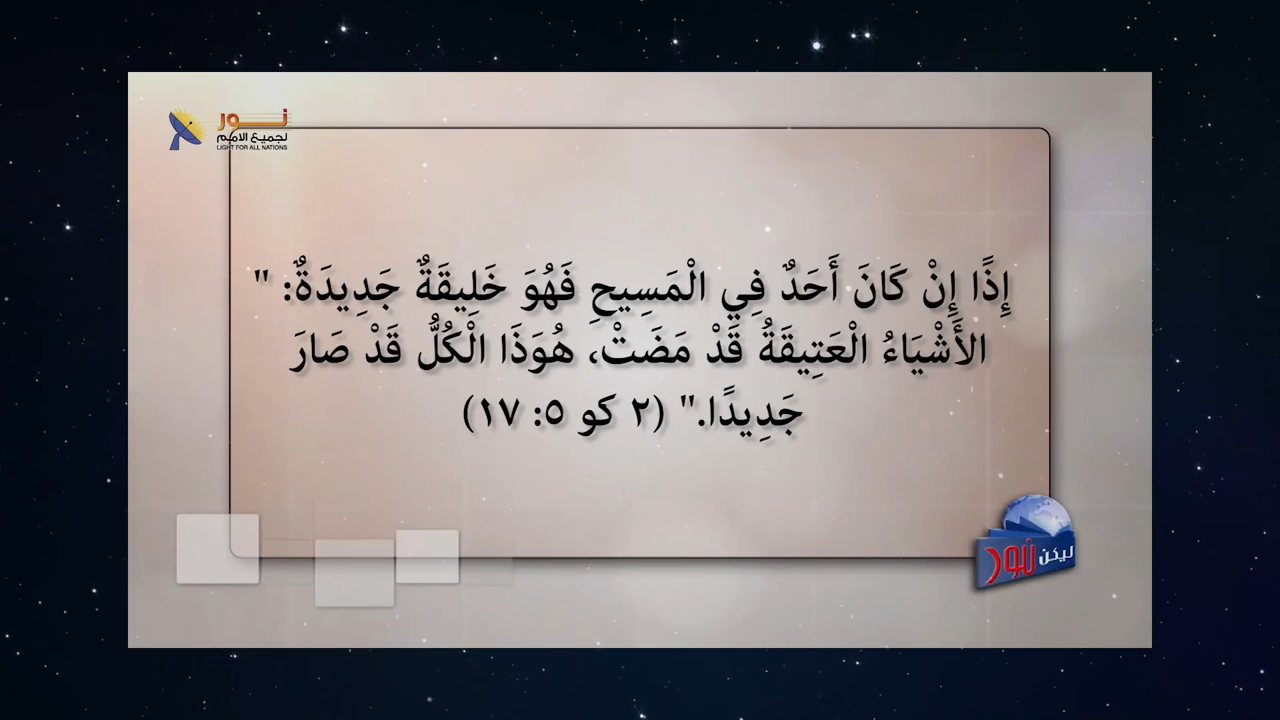 نور
لجميع الامم
LIGHT FOR ALL NATIONS
إِذًا إِنْ كَانَ أَحَدٌ فِي الْمَسِيحِ فَهُوَ خَلِيقَةٌ جَدِيدَةٌ: "
الأَشْيَاءُ الْعَتِيقَةُ قَدْ مَضَتْ، هُوَذَا الْكُلُّ قَدْ صَارَ
جَدِيدًا." (٢ كو ٥: ١٧)
ليكن نور